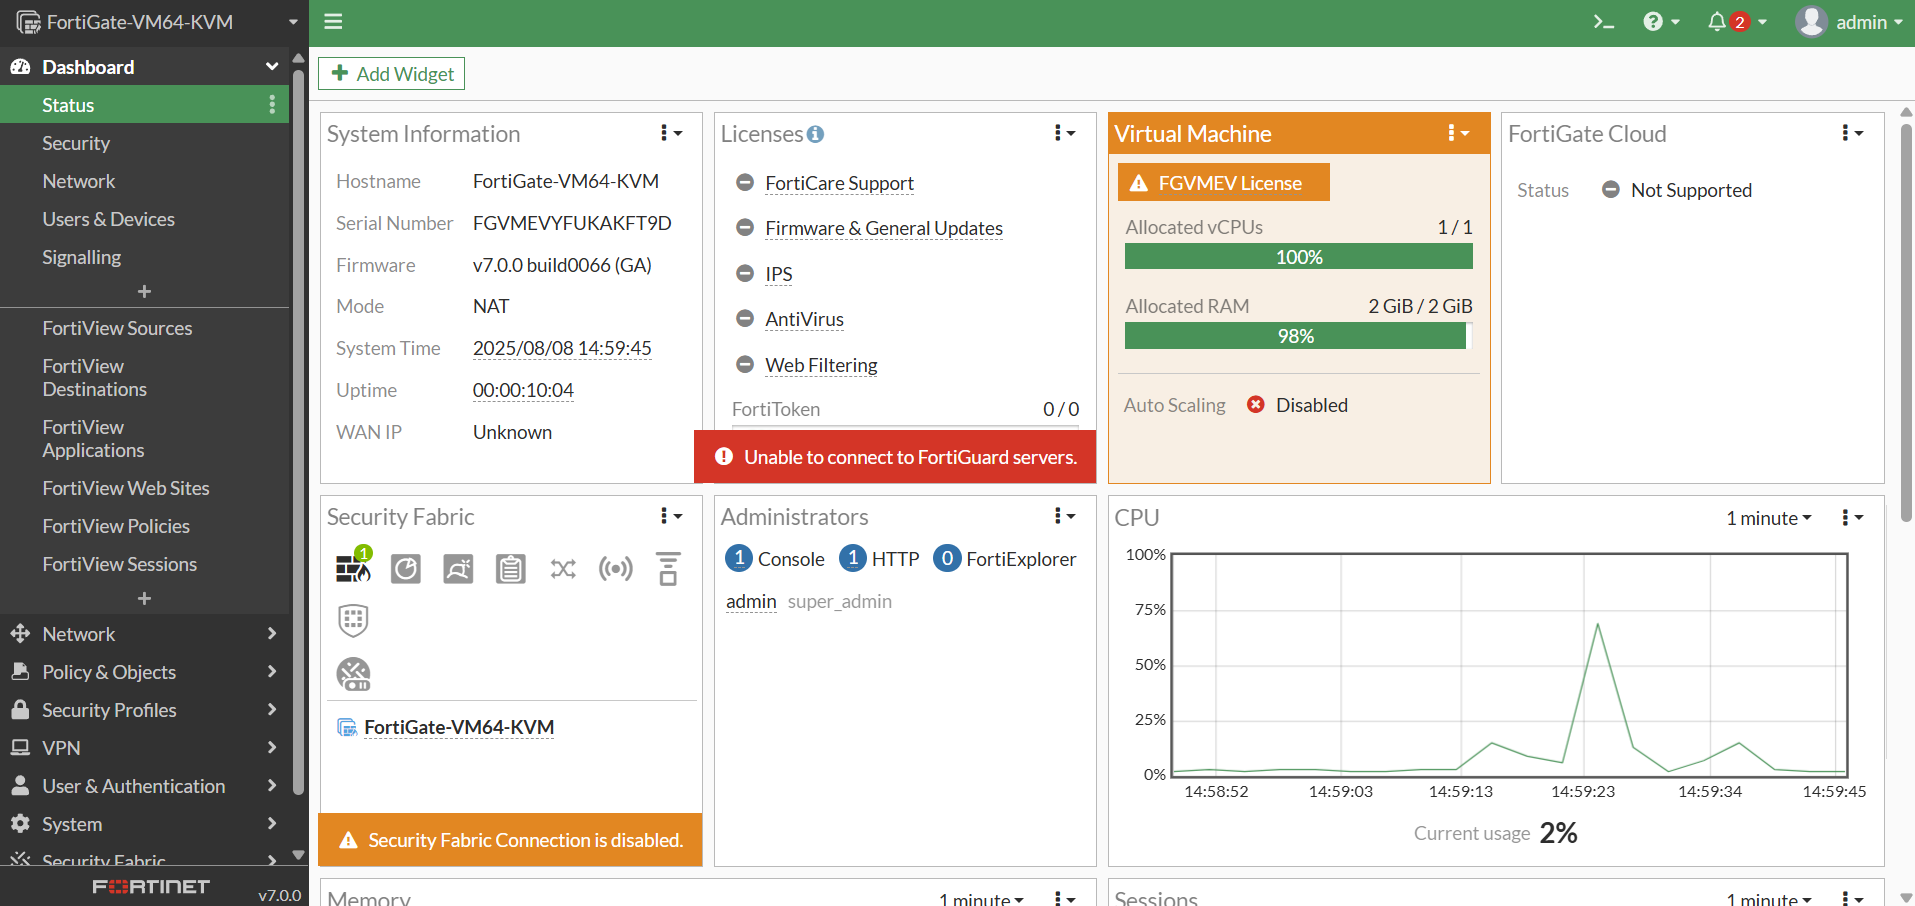 FortiGate-VM64-KVM
2
admin
Dashboard
Status
Security
Network
Users & Devices
Signalling
+
FortiView Sources
FortiView
Destinations
FortiView
Applications
FortiView Web Sites
FortiView Policies
FortiView Sessions
+
Network
Policy & Objects
Security Profiles
VPN
User & Authentication
System
Security Fabric
FORTINET
v7.0.0
+ Add Widget
System Information
Hostname FortiGate-VM64-KVM
Serial Number FGVMEVYFUKAKFT9D
Firmware v7.0.0 build0066 (GA)
Mode NAT
System Time 2025/08/08 14:59:45
Uptime 00:00:10:04
WAN IP Unknown
Licenses
FortiCare Support
Firmware & General Updates
IPS
AntiVirus
Web Filtering
FortiToken 0 / 0
Unable to connect to FortiGuard servers.
Virtual Machine
FGVMEV License
Allocated vCPUs 1 / 1
100%
Allocated RAM 2 GiB / 2 GiB
98%
Auto Scaling Disabled
FortiGate Cloud
Status Not Supported
Security Fabric
1
FortiGate-VM64-KVM
Security Fabric Connection is disabled.
Administrators
1 Console 1 HTTP 0 FortiExplorer
admin super_admin
CPU 1 minute
100%
75%
50%
25%
0%
14:58:52 14:59:03 14:59:13 14:59:23 14:59:34 14:59:45
Current usage 2%
Memory 1 minute
Sessions 1 minute